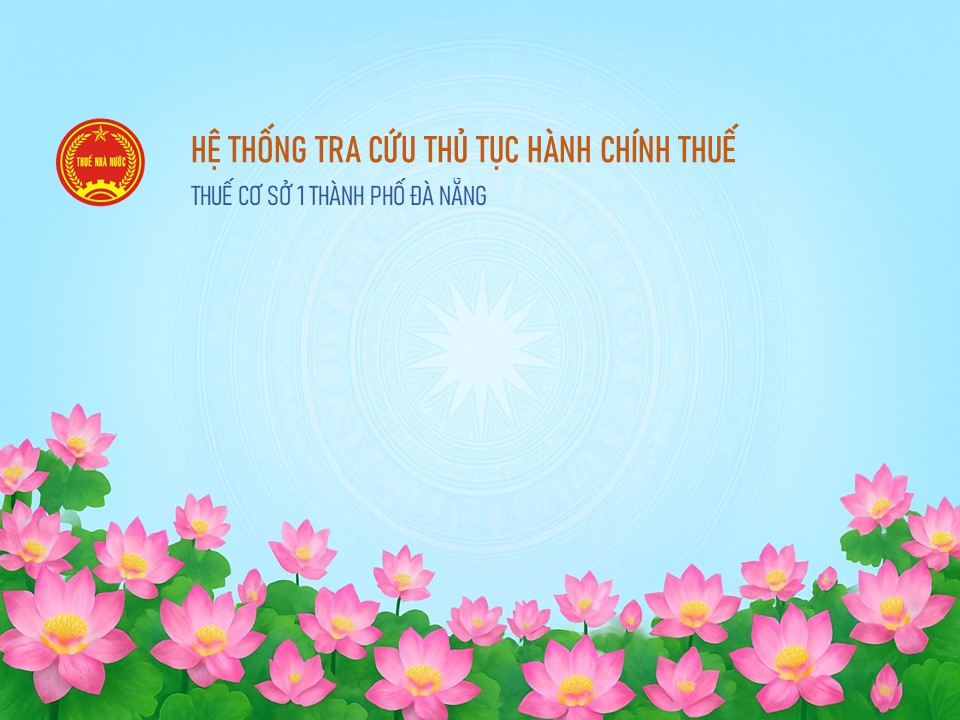 THUẾ NHÀ NƯỚC
HỆ THỐNG TRA CỨU THỦ TỤC HÀNH CHÍNH THUẾ
THUẾ CƠ SỞ 1 THÀNH PHỐ ĐÀ NẴNG